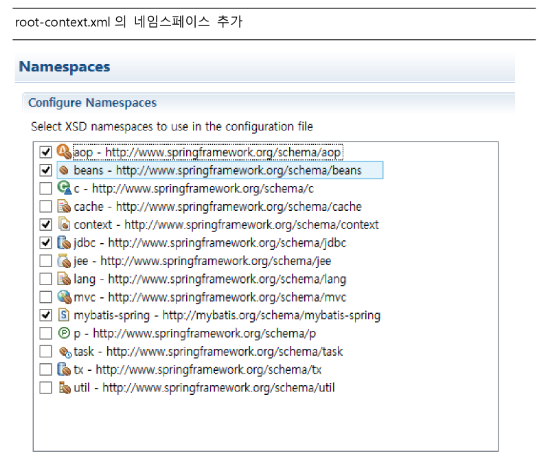 root-context.xml 의 네임스페이스 추가
Namespaces
Configure Namespaces
Select XSD namespaces to use in the configuration file
aop - http://www.springframework.org/schema/aop
beans - http://www.springframework.org/schema/beans
c - http://www.springframework.org/schema/c
cache - http://www.springframework.org/schema/cache
context - http://www.springframework.org/schema/context
jdbc - http://www.springframework.org/schema/jdbc
jee - http://www.springframework.org/schema/jee
lang - http://www.springframework.org/schema/lang
mvc - http://www.springframework.org/schema/mvc
mybatis-spring - http://mybatis.org/schema/mybatis-spring
p - http://www.springframework.org/schema/p
task - http://www.springframework.org/schema/task
tx - http://www.springframework.org/schema/tx
util - http://www.springframework.org/schema/util